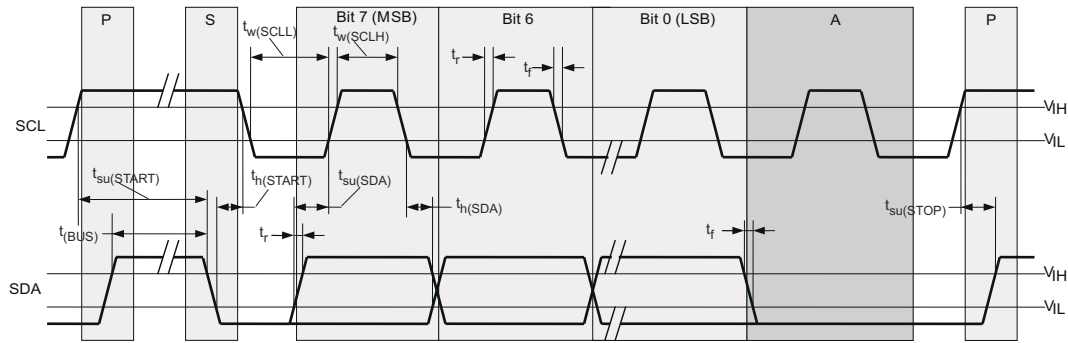 P S Bit 7 (MSB) Bit 6 Bit 0 (LSB) A P
tw(SCLL) tw(SCLH) tr tf
SCL VIH
VIL
tsu(START) th(START) tsu(SDA) th(SDA) tsu(STOP)
t(BUS) tr tf
SDA VIH
VIL